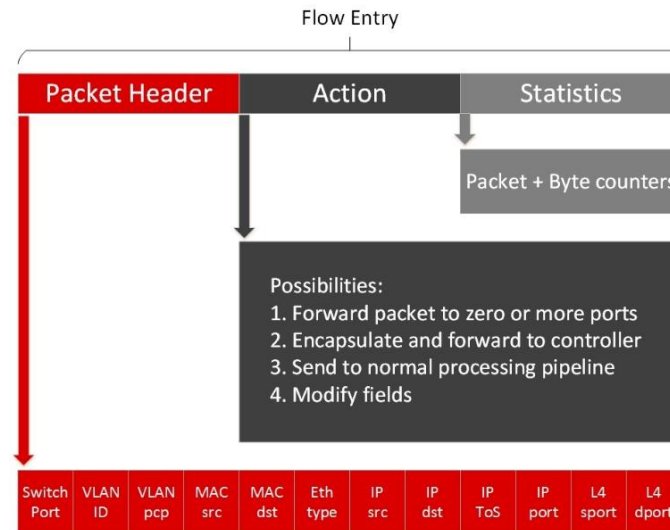 Flow Entry
Packet Header
Action
Statistics
Packet + Byte counters
Possibilities:
1. Forward packet to zero or more ports
2. Encapsulate and forward to controller
3. Send to normal processing pipeline
4. Modify fields
Switch Port
VLAN ID
VLAN pcp
MAC src
MAC dst
Eth type
IP src
IP dst
IP ToS
IP port
L4 sport
L4 dport